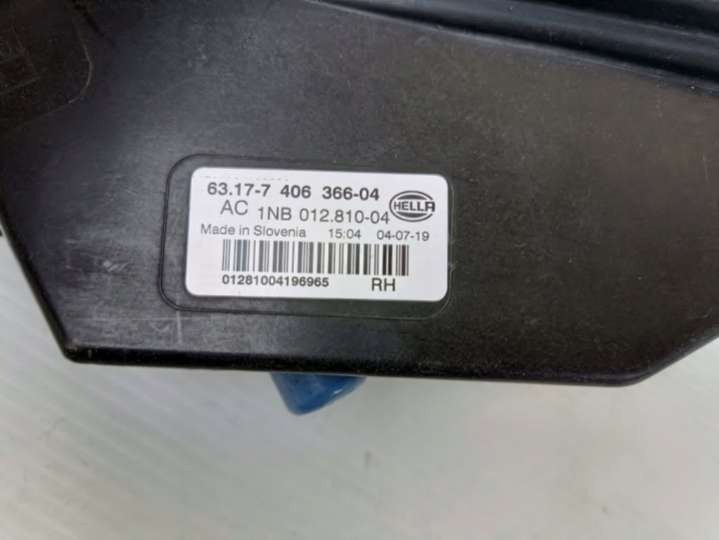 63.17-7 406 366-04
AC 1NB 012.810-04 HELLA
Made in Slovenia 15:04 04-07-19
01281004196965 RH